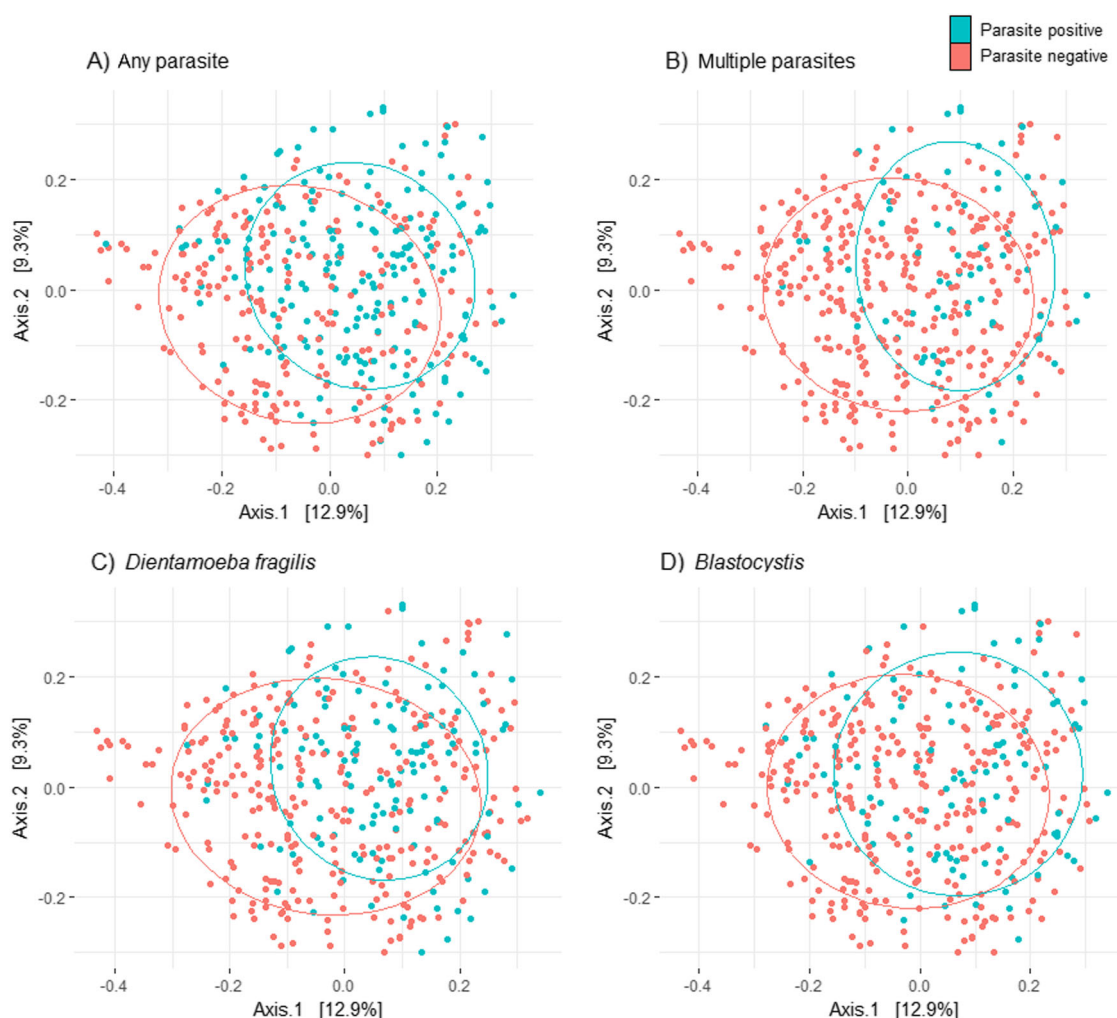 Parasite positive
Parasite negative
A) Any parasite
B) Multiple parasites
0.2
0.0
-0.2
Axis.2 [9.3%]
-0.4
-0.2
0.0
0.2
Axis.1 [12.9%]
0.2
0.0
-0.2
Axis.2 [9.3%]
-0.4
-0.2
0.0
0.2
Axis.1 [12.9%]
C) Dientamoeba fragilis
D) Blastocystis
0.2
0.0
-0.2
Axis.2 [9.3%]
-0.4
-0.2
0.0
0.2
Axis.1 [12.9%]
0.2
0.0
-0.2
Axis.2 [9.3%]
-0.4
-0.2
0.0
0.2
Axis.1 [12.9%]